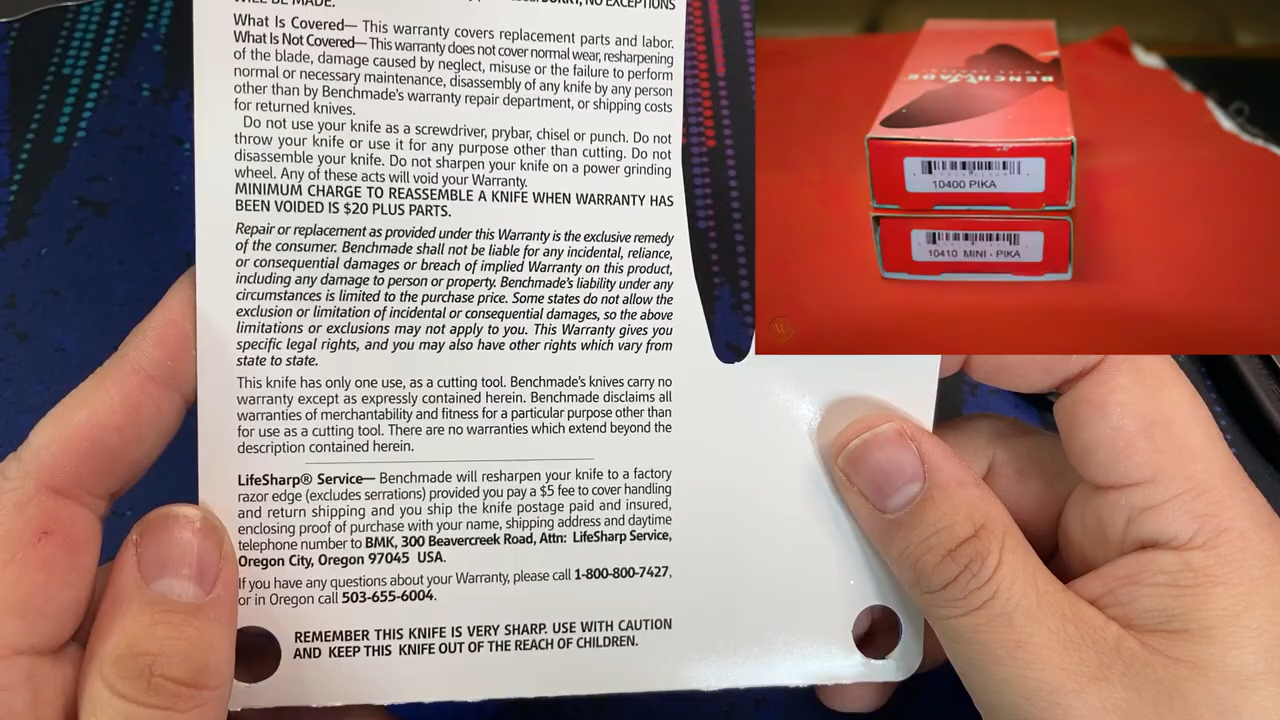 WILL BE MADE. SORRY, NO EXCEPTIONS
What Is Covered— This warranty covers replacement parts and labor.
What Is Not Covered— This warranty does not cover normal wear, resharpening
of the blade, damage caused by neglect, misuse or the failure to perform
normal or necessary maintenance, disassembly of any knife by any person
other than by Benchmade's warranty repair department, or shipping costs
for returned knives.
Do not use your knife as a screwdriver, prybar, chisel or punch. Do not
throw your knife or use it for any purpose other than cutting. Do not
disassemble your knife. Do not sharpen your knife on a power grinding
wheel. Any of these acts will void your Warranty.
MINIMUM CHARGE TO REASSEMBLE A KNIFE WHEN WARRANTY HAS
BEEN VOIDED IS $20 PLUS PARTS.
Repair or replacement as provided under this Warranty is the exclusive remedy
of the consumer. Benchmade shall not be liable for any incidental, reliance,
or consequential damages or breach of implied Warranty on this product,
including any damage to person or property. Benchmade's liability under any
circumstances is limited to the purchase price. Some states do not allow the
exclusion or limitation of incidental or consequential damages, so the above
limitations or exclusions may not apply to you. This Warranty gives you
specific legal rights, and you may also have other rights which vary from
state to state.
This knife has only one use, as a cutting tool. Benchmade's knives carry no
warranty except as expressly contained herein. Benchmade disclaims all
warranties of merchantability and fitness for a particular purpose other than
for use as a cutting tool. There are no warranties which extend beyond the
description contained herein.
LifeSharp® Service— Benchmade will resharpen your knife to a factory
razor edge (excludes serrations) provided you pay a $5 fee to cover handling
and return shipping and you ship the knife postage paid and insured,
enclosing proof of purchase with your name, shipping address and daytime
telephone number to BMK, 300 Beavercreek Road, Attn: LifeSharp Service,
Oregon City, Oregon 97045 USA.
If you have any questions about your Warranty, please call 1-800-800-7427,
or in Oregon call 503-655-6004.
REMEMBER THIS KNIFE IS VERY SHARP. USE WITH CAUTION
AND KEEP THIS KNIFE OUT OF THE REACH OF CHILDREN.
BENCHMADE
10400 PIKA
10410 MINI - PIKA